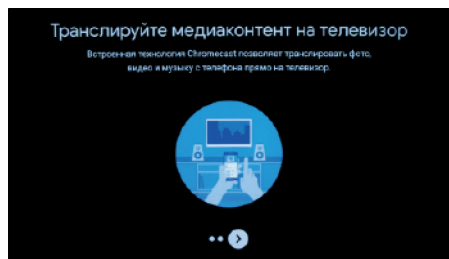 Транслируйте медиаконтент на телевизор
Встроенная технология Chromecast позволяет транслировать фото,
видео и музыку с телефона прямо на телевизор.